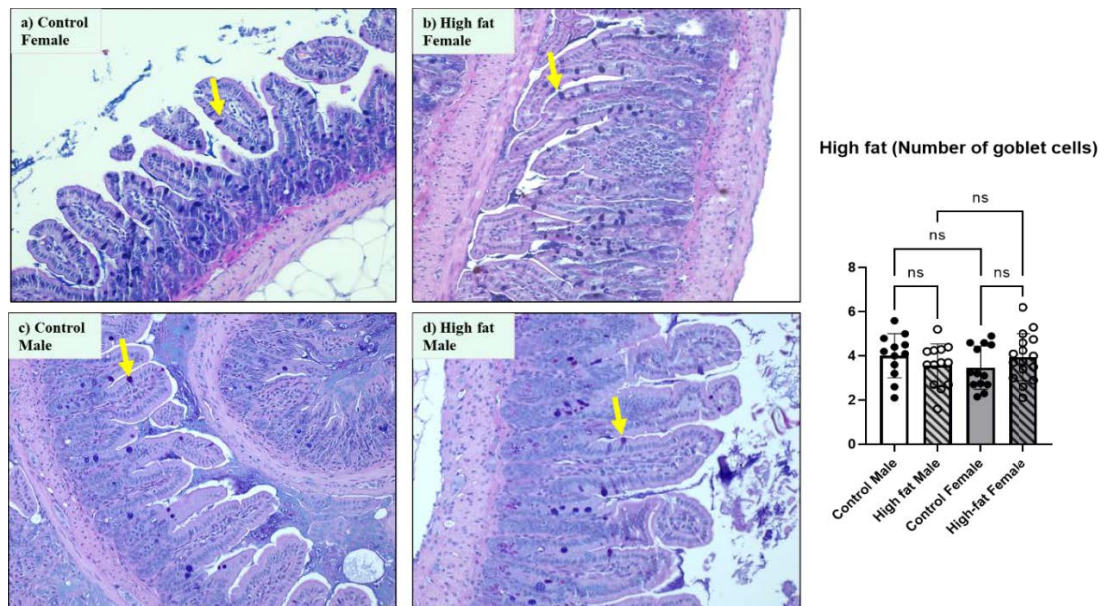 a) Control
Female
b) High fat
Female
c) Control
Male
d) High fat
Male
High fat (Number of goblet cells)
ns
ns
ns
ns
8
6
4
2
0
Control Male
High fat Male
Control Female
High-fat Female